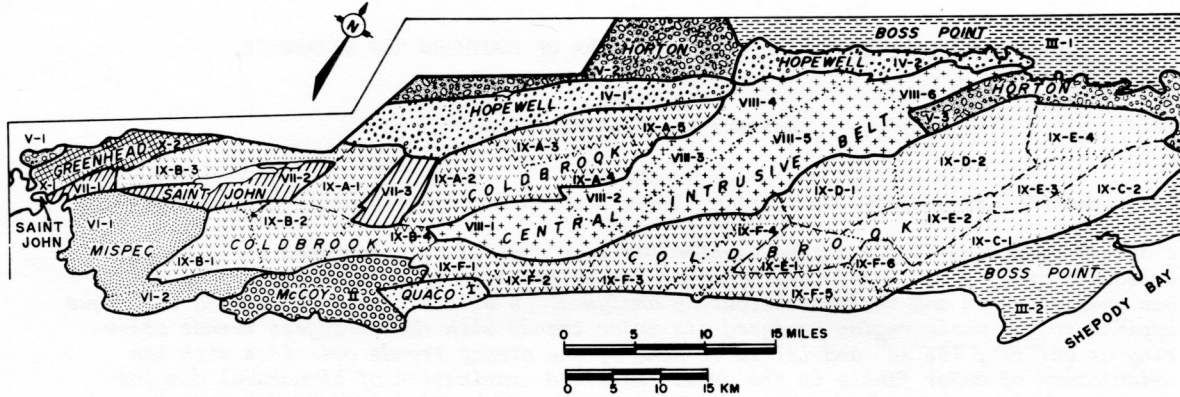 N
HORTON
V-2
BOSS POINT
III-1
HOPEWELL
IV-2
HOPEWELL
IV-1
VIII-4
VIII-6
HORTON
V-3
V-1
GREENHEAD
X-2
X-1
VII-1
IX-B-3
SAINT JOHN
VII-2
IX-A-1
VII-3
IX-A-2
IX-A-3
IX-A-5
COLDBROOK
IX-A-4
VIII-3
VIII-5
VIII-2
VIII-1
CENTRAL INTRUSIVE BELT
IX-E-4
IX-D-2
IX-D-1
IX-E-3
IX-C-2
SAINT
JOHN
VI-1
MISPEC
VI-2
IX-B-2
COLDBROOK
IX-B-4
IX-B-1
IX-F-4
IX-E-2
IX-C-1
COLDBROOK
IX-F-1
IX-F-2
IX-F-3
IX-E-1
IX-F-6
IX-F-5
McCOY
II
QUACO
I
BOSS POINT
III-2
SHEPODY BAY
0 5 10 15 MILES
0 5 10 15
KM